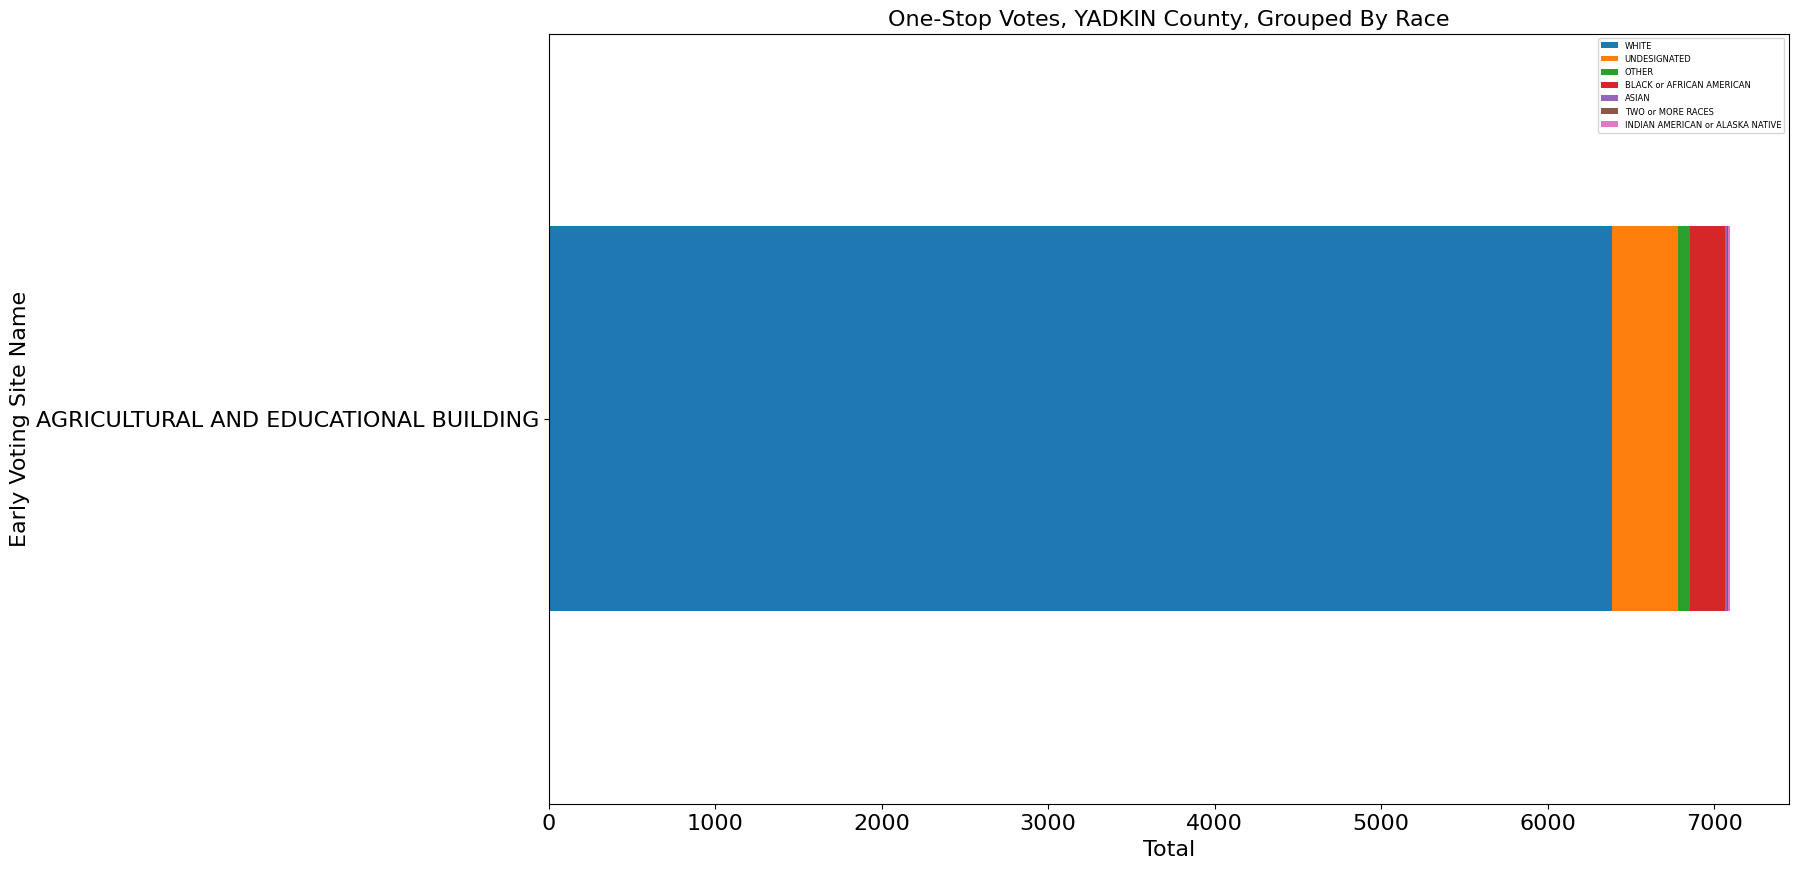 One-Stop Votes, YADKIN County, Grouped By Race
WHITE
UNDESIGNATED
OTHER
BLACK or AFRICAN AMERICAN
ASIAN
TWO or MORE RACES
INDIAN AMERICAN or ALASKA NATIVE
Early Voting Site Name
AGRICULTURAL AND EDUCATIONAL BUILDING
0 1000 2000 3000 4000 5000 6000 7000
Total